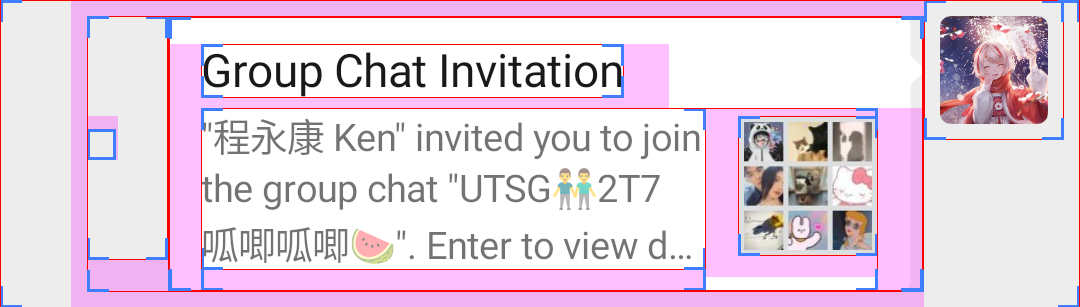 Group Chat Invitation
"程永康 Ken" invited you to join
the group chat "UTSG👬2T7
呱唧呱唧🍉". Enter to view d...